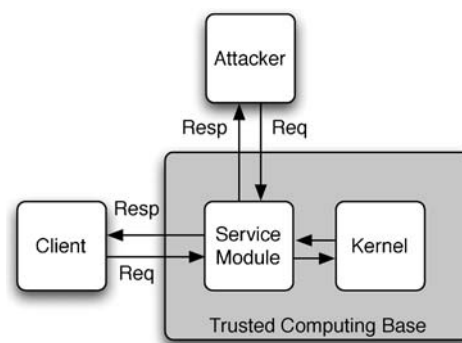 Attacker
Resp
Req
Resp
Client
Req
Service
Module
Kernel
Trusted Computing Base